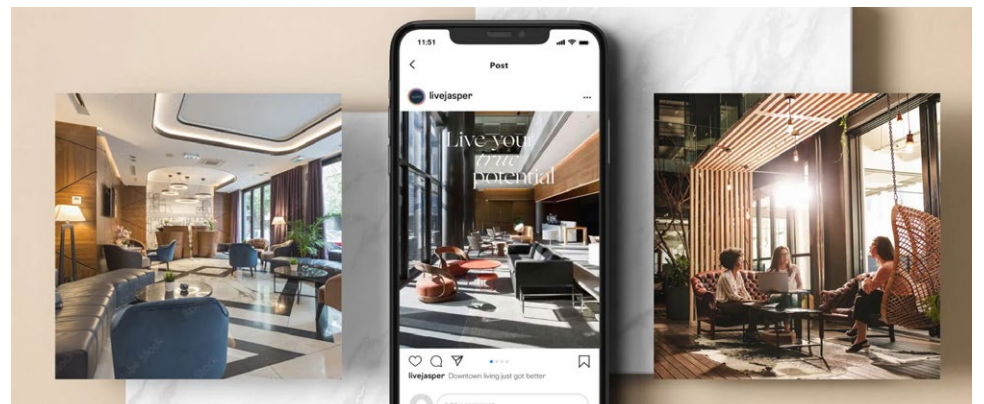 11:51
Post
livejasper
Live your
true
potential
livejasper Downtown living just got better